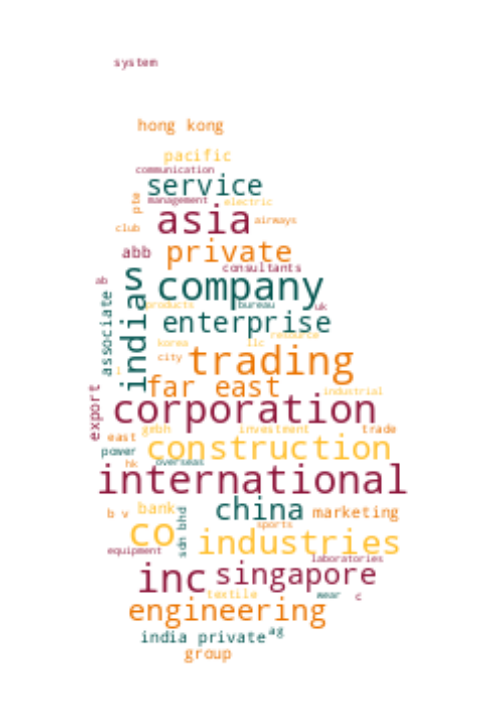 system
hong kong
pacific
communication
service
pte
management
electric
asia
airways
club
abb
private
consultants
ab
s
company
associate
india
products
bureau
uk
enterprise
resource
korea
llc
city
trading
l
far east
industrial
export
corporation
gmbh
investment
trade
east
construction
power
hk
overseas
international
b v
bank
sdn bhd
china
marketing
co
sports
industries
equipment
laboratories
inc
singapore
textile
wear
c
engineering
india private
ag
group